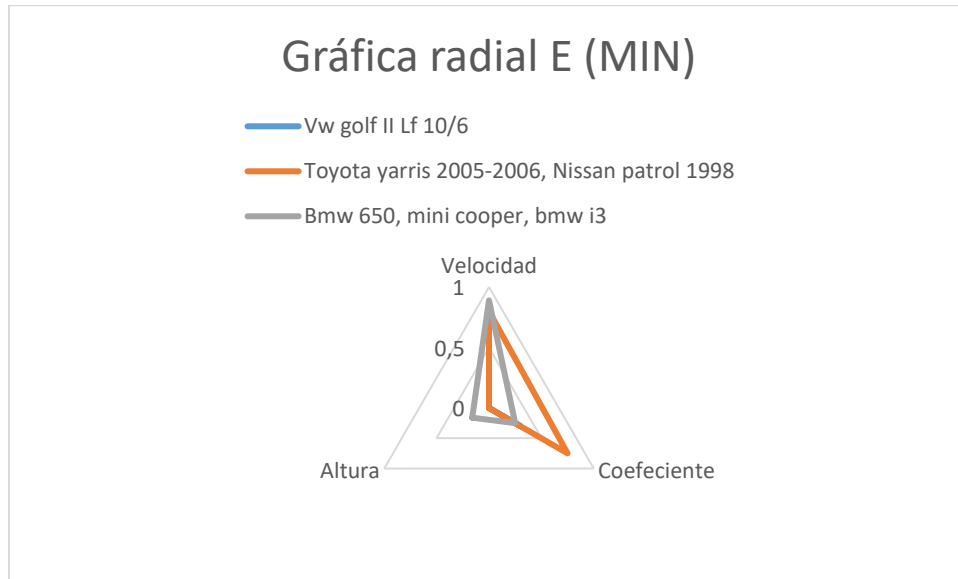 Gráfica radial E (MIN)
Vw golf II Lf 10/6
Toyota yarris 2005-2006, Nissan patrol 1998
Bmw 650, mini cooper, bmw i3
Velocidad
1
0,5
0
Altura
Coefeciente